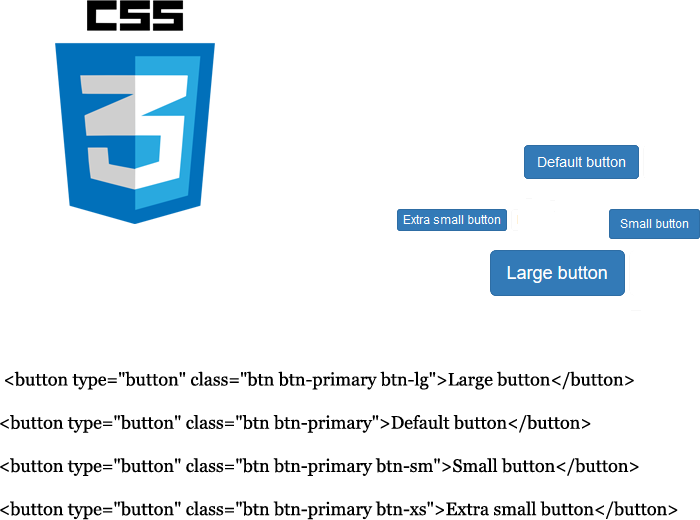 CSS
3
Default button
Extra small button
Small button
Large button
<button type="button" class="btn btn-primary btn-lg">Large button</button>
<button type="button" class="btn btn-primary">Default button</button>
<button type="button" class="btn btn-primary btn-sm">Small button</button>
<button type="button" class="btn btn-primary btn-xs">Extra small button</button>